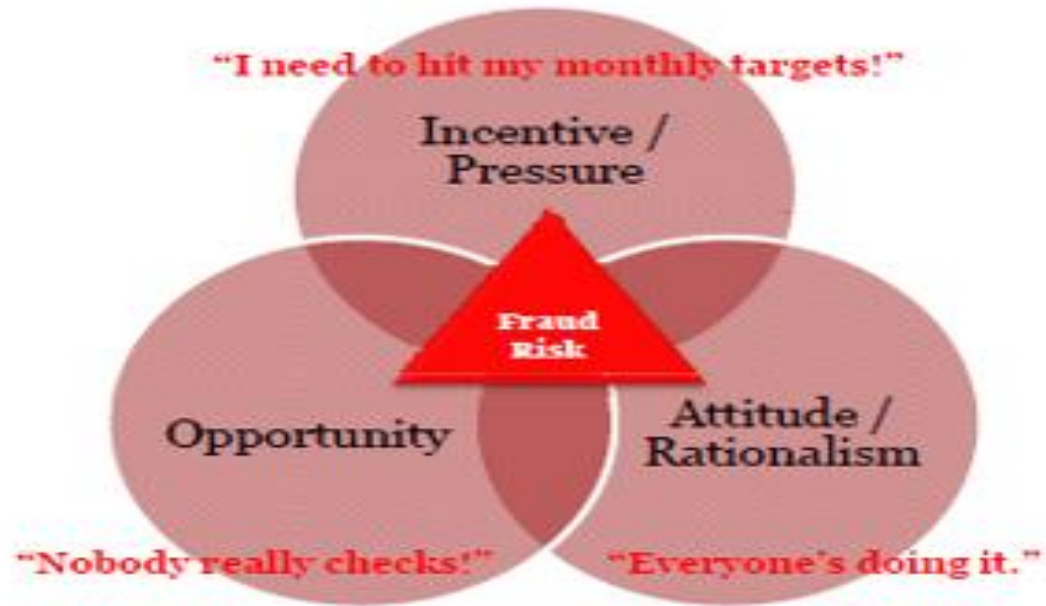 “I need to hit my monthly targets!”
Incentive /
Pressure
Fraud
Risk
Opportunity
Attitude /
Rationalism
“Nobody really checks!”
“Everyone’s doing it.”